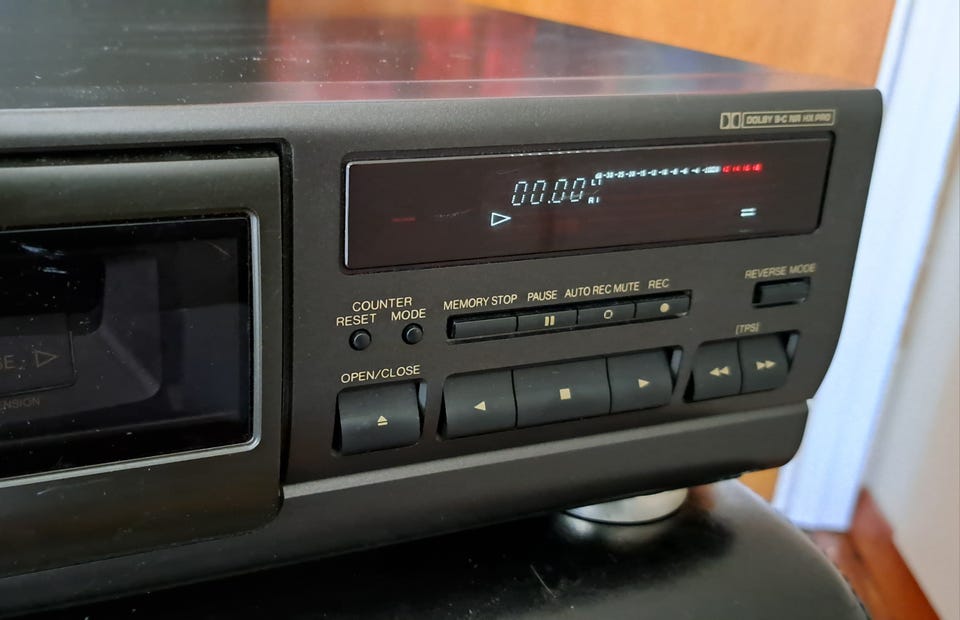 DOLBY B·C NR HX PRO
00.00
L
R
REVERSE MODE
COUNTER
RESET MODE
MEMORY STOP PAUSE AUTO REC MUTE REC
[TPS]
OPEN/CLOSE